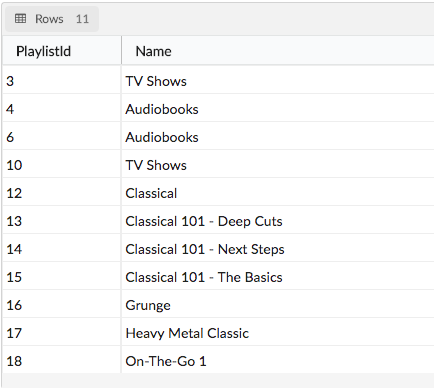 Rows 11
PlaylistId Name
3 TV Shows
4 Audiobooks
6 Audiobooks
10 TV Shows
12 Classical
13 Classical 101 - Deep Cuts
14 Classical 101 - Next Steps
15 Classical 101 - The Basics
16 Grunge
17 Heavy Metal Classic
18 On-The-Go 1